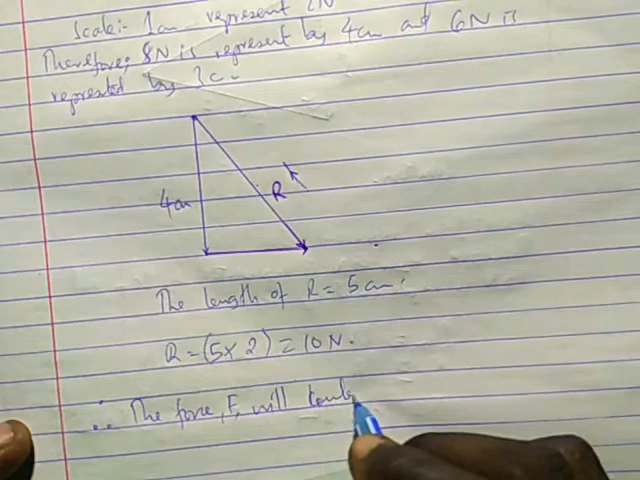 Scale:- 1cm represent 2N
Therefore; 8N is represent by 4cm and 6N is
represented by 3cm.
4cm
R
The length of R = 5cm.
R = (5 x 2) = 10N.
∴ The force, F, will